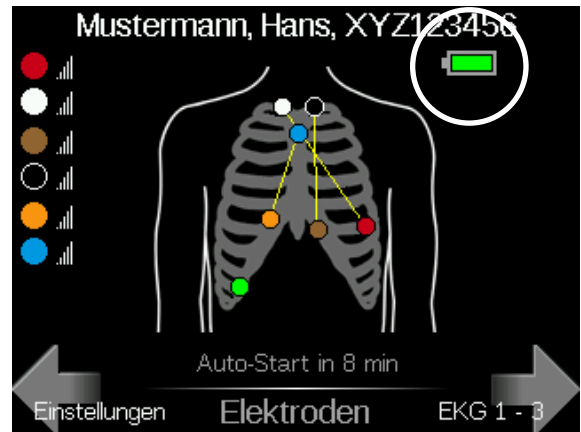 Mustermann, Hans, XYZ123456
Auto-Start in 8 min
Einstellungen Elektroden EKG 1 - 3